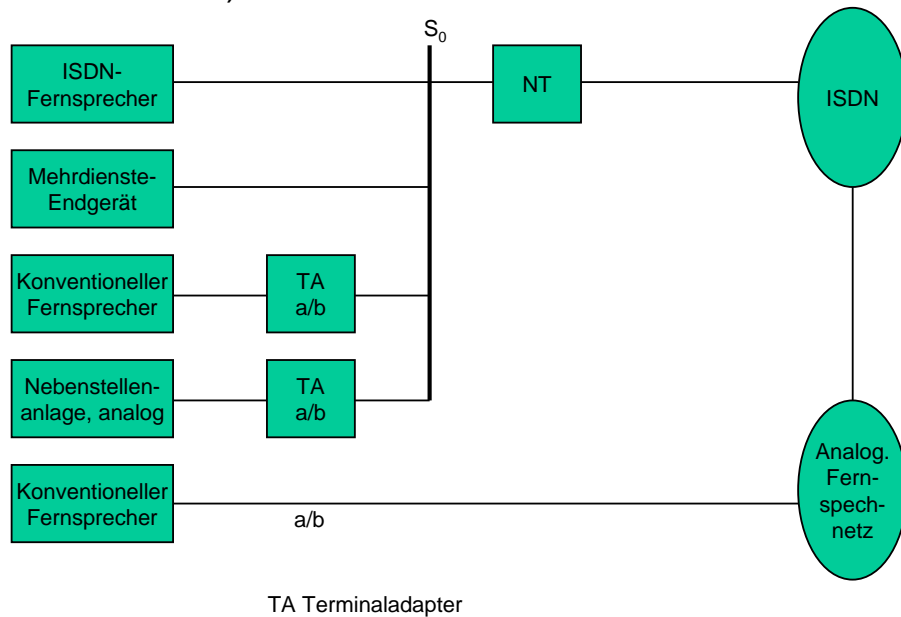 S₀
ISDN-
Fernsprecher
NT
ISDN
Mehrdienste-
Endgerät
Konventioneller
Fernsprecher
TA
a/b
Nebenstellen-
anlage, analog
TA
a/b
Konventioneller
Fernsprecher
a/b
Analog.
Fern-
spech-
netz
TA Terminaladapter